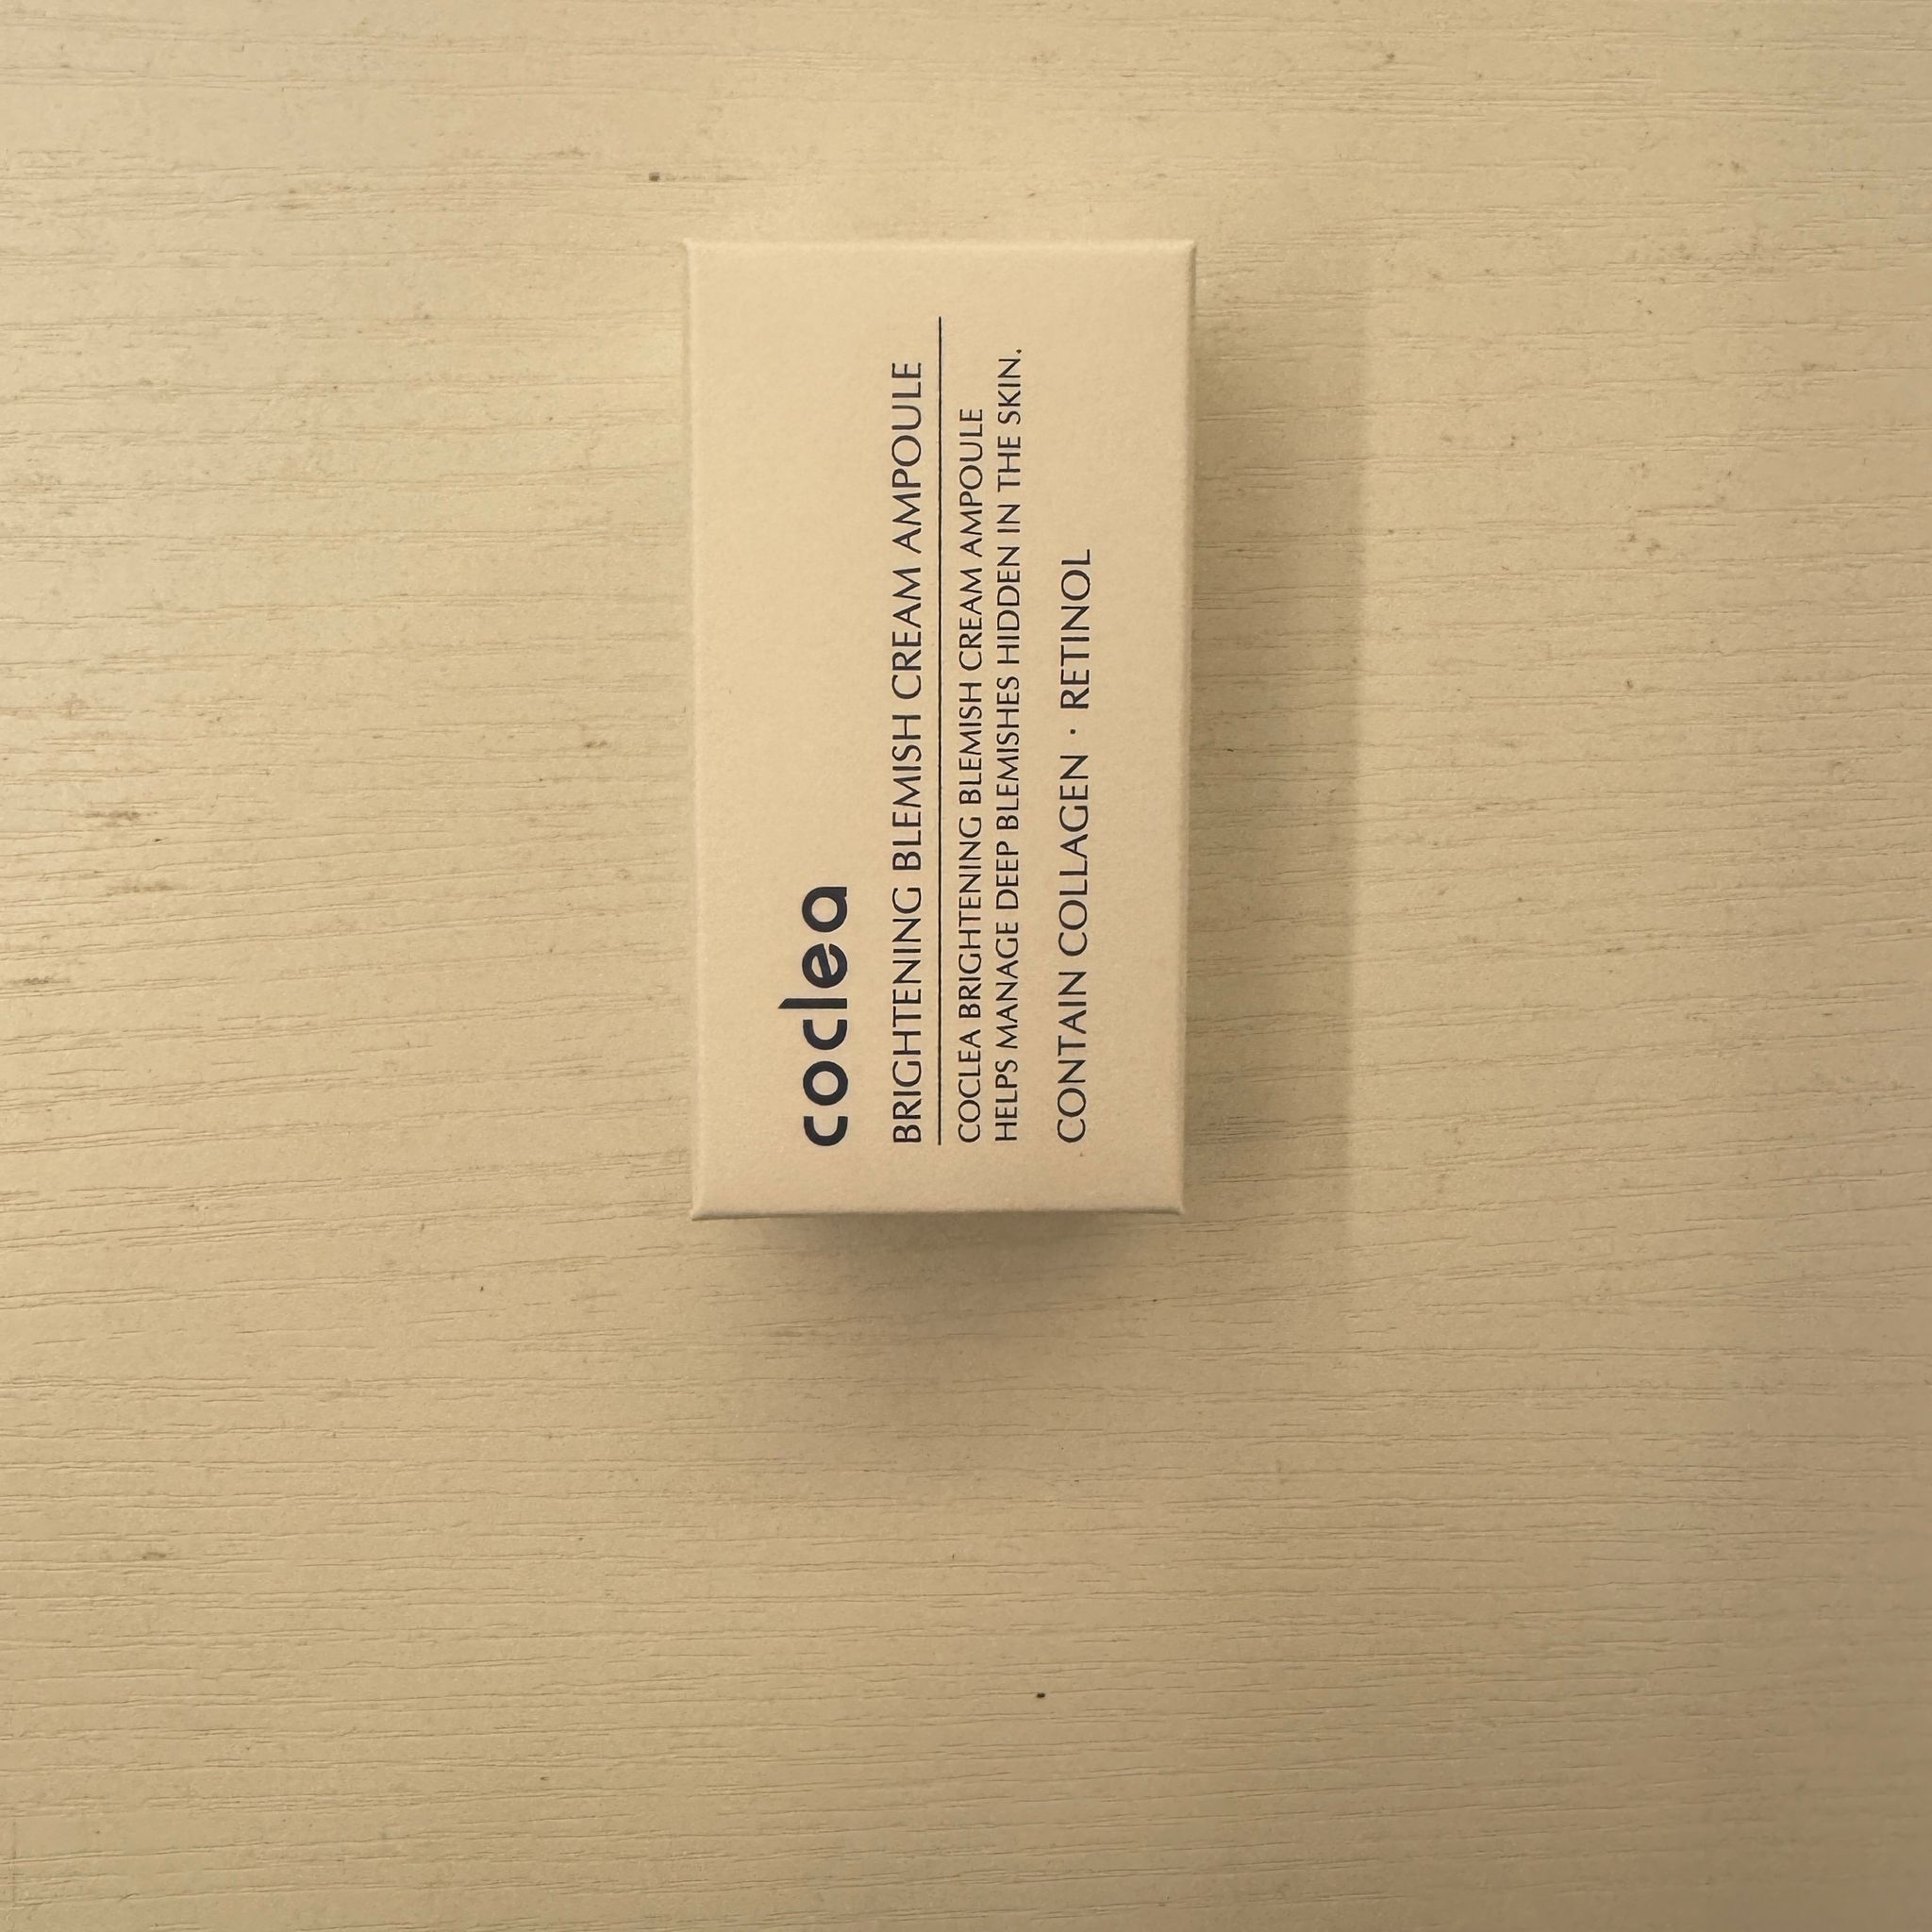 coclea
BRIGHTENING BLEMISH CREAM AMPOULE
COCLEA BRIGHTENING BLEMISH CREAM AMPOULE
HELPS MANAGE DEEP BLEMISHES HIDDEN IN THE SKIN.
CONTAIN COLLAGEN · RETINOL